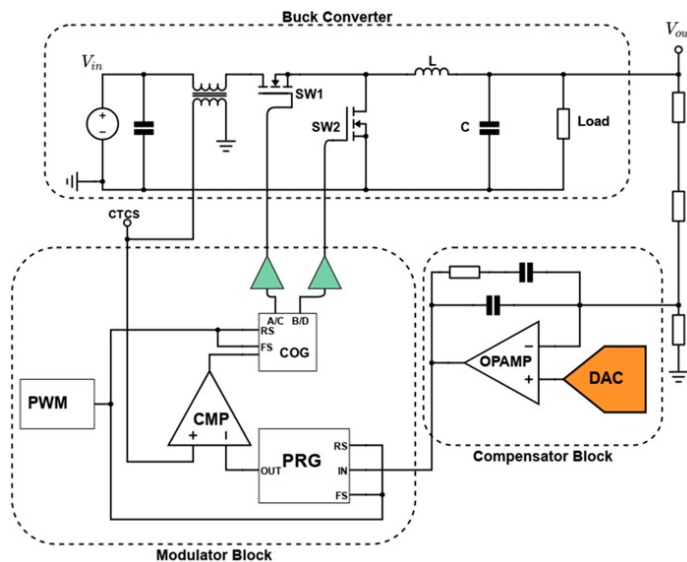 Buck Converter
V_out
V_in
L
SW1
SW2
C
Load
CTCS
A/C B/D
RS
FS
COG
PWM
CMP
+ −
PRG
RS
IN
FS
OUT
OPAMP
−
+
DAC
Compensator Block
Modulator Block